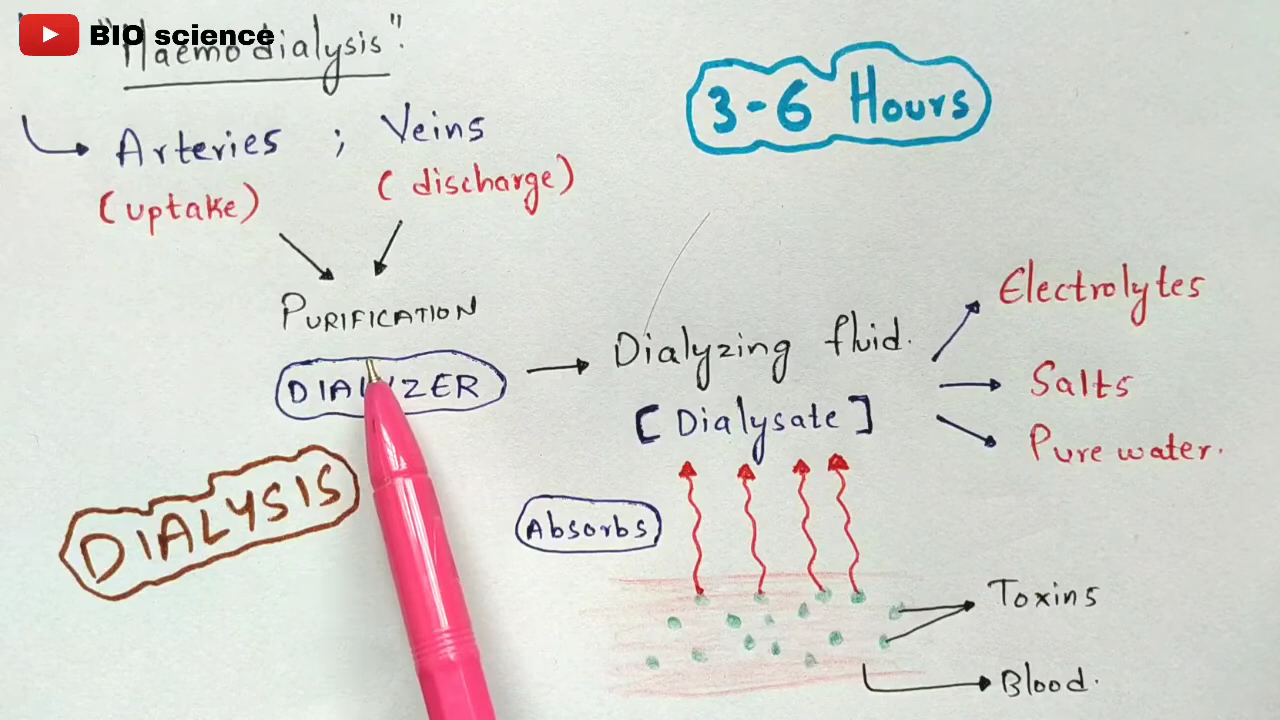 BIO science
"Haemodialysis".
Arteries ; Veins
(uptake) (discharge)
3-6 Hours
PURIFICATION
DIALYZER
Dialyzing fluid.
[Dialysate]
Electrolytes
Salts
Pure water.
DIALYSIS
Absorbs
Toxins
Blood.